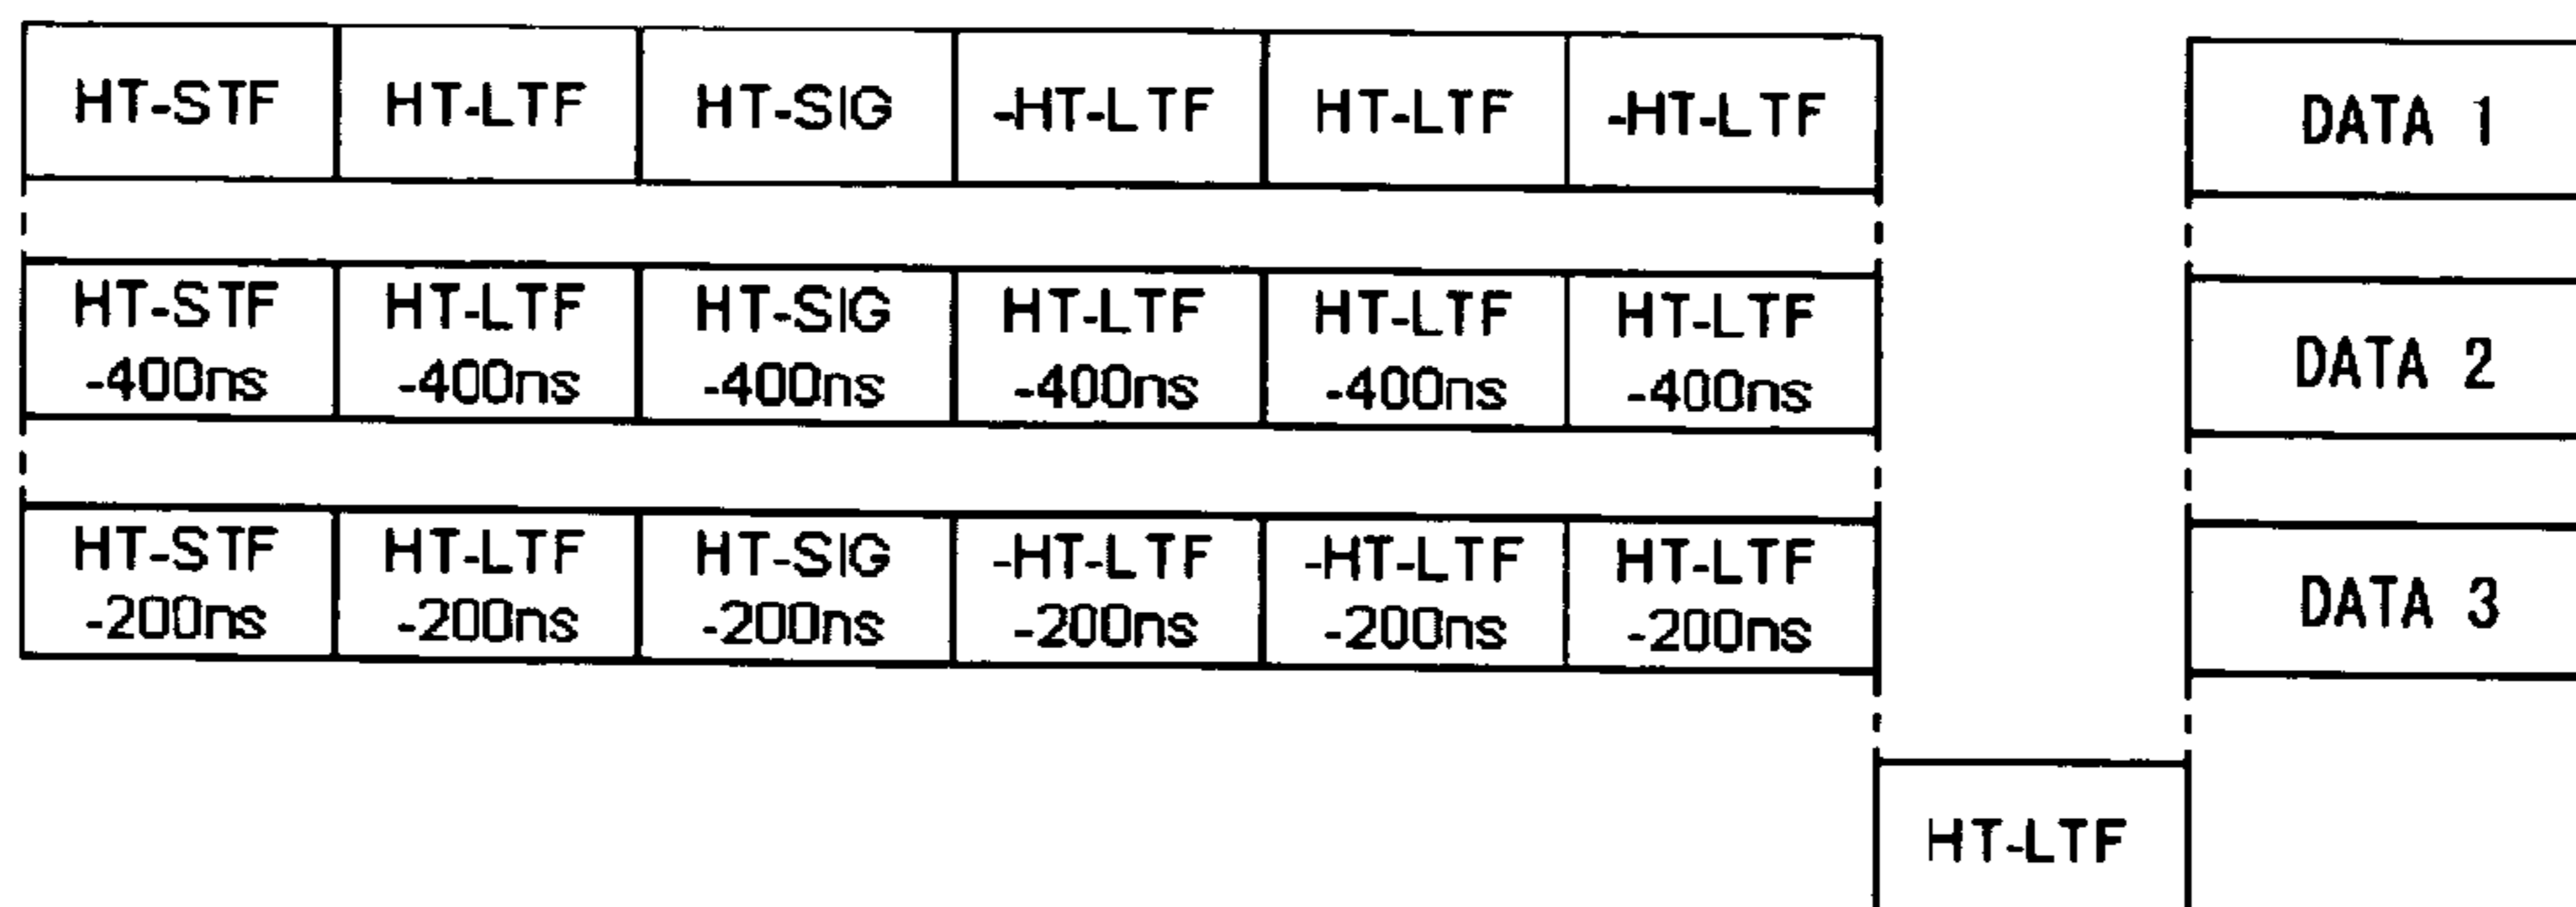 HT-STF HT-LTF HT-SIG -HT-LTF HT-LTF -HT-LTF DATA 1
HT-STF HT-LTF HT-SIG HT-LTF HT-LTF HT-LTF DATA 2
-400ns -400ns -400ns -400ns -400ns -400ns
HT-STF HT-LTF HT-SIG -HT-LTF -HT-LTF HT-LTF DATA 3
-200ns -200ns -200ns -200ns -200ns -200ns
HT-LTF